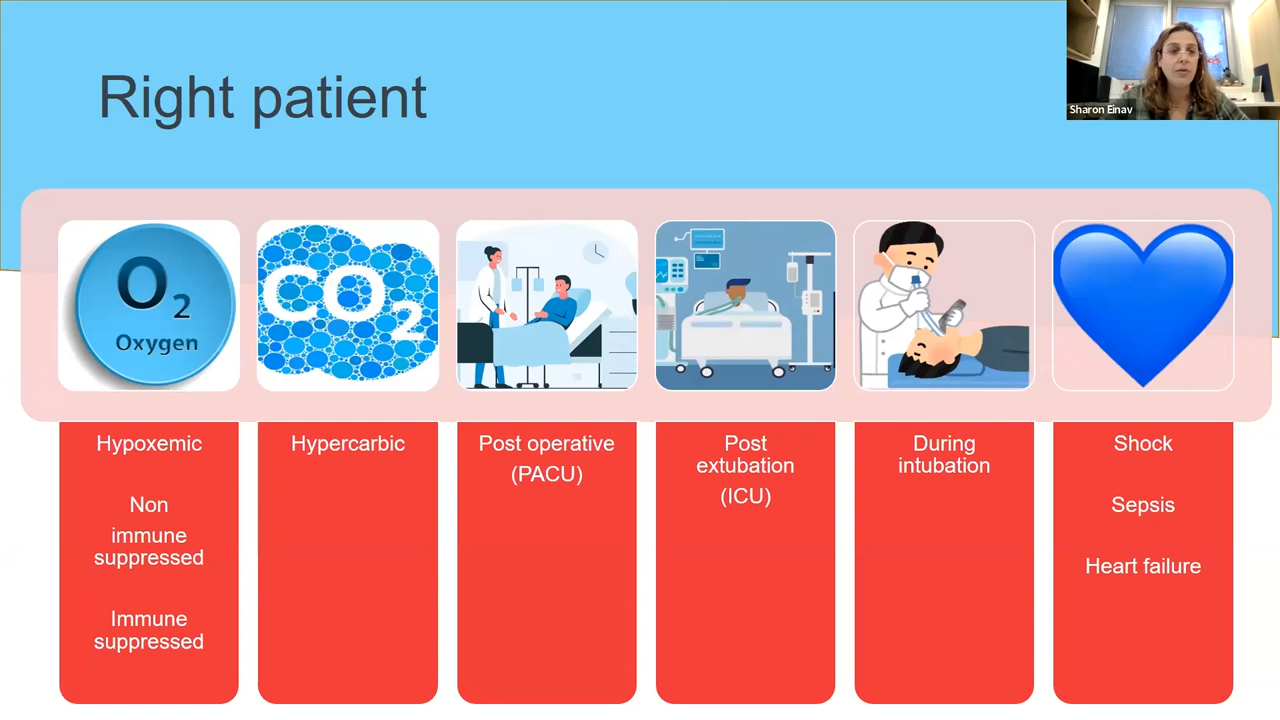 Right patient
Sharon Einav
O2
Oxygen
CO2
Hypoxemic
Non
immune
suppressed
Immune
suppressed
Hypercarbic
Post operative
(PACU)
Post
extubation
(ICU)
During
intubation
Shock
Sepsis
Heart failure